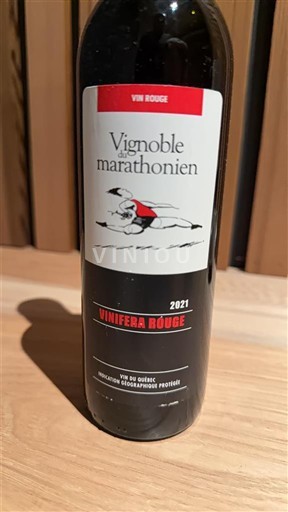 VIN ROUGE
Vignoble
du
marathonien
VINIOU
2021
VINIFERA ROUGE
VIN DU QUÉBEC
INDICATION GÉOGRAPHIQUE PROTÉGÉE